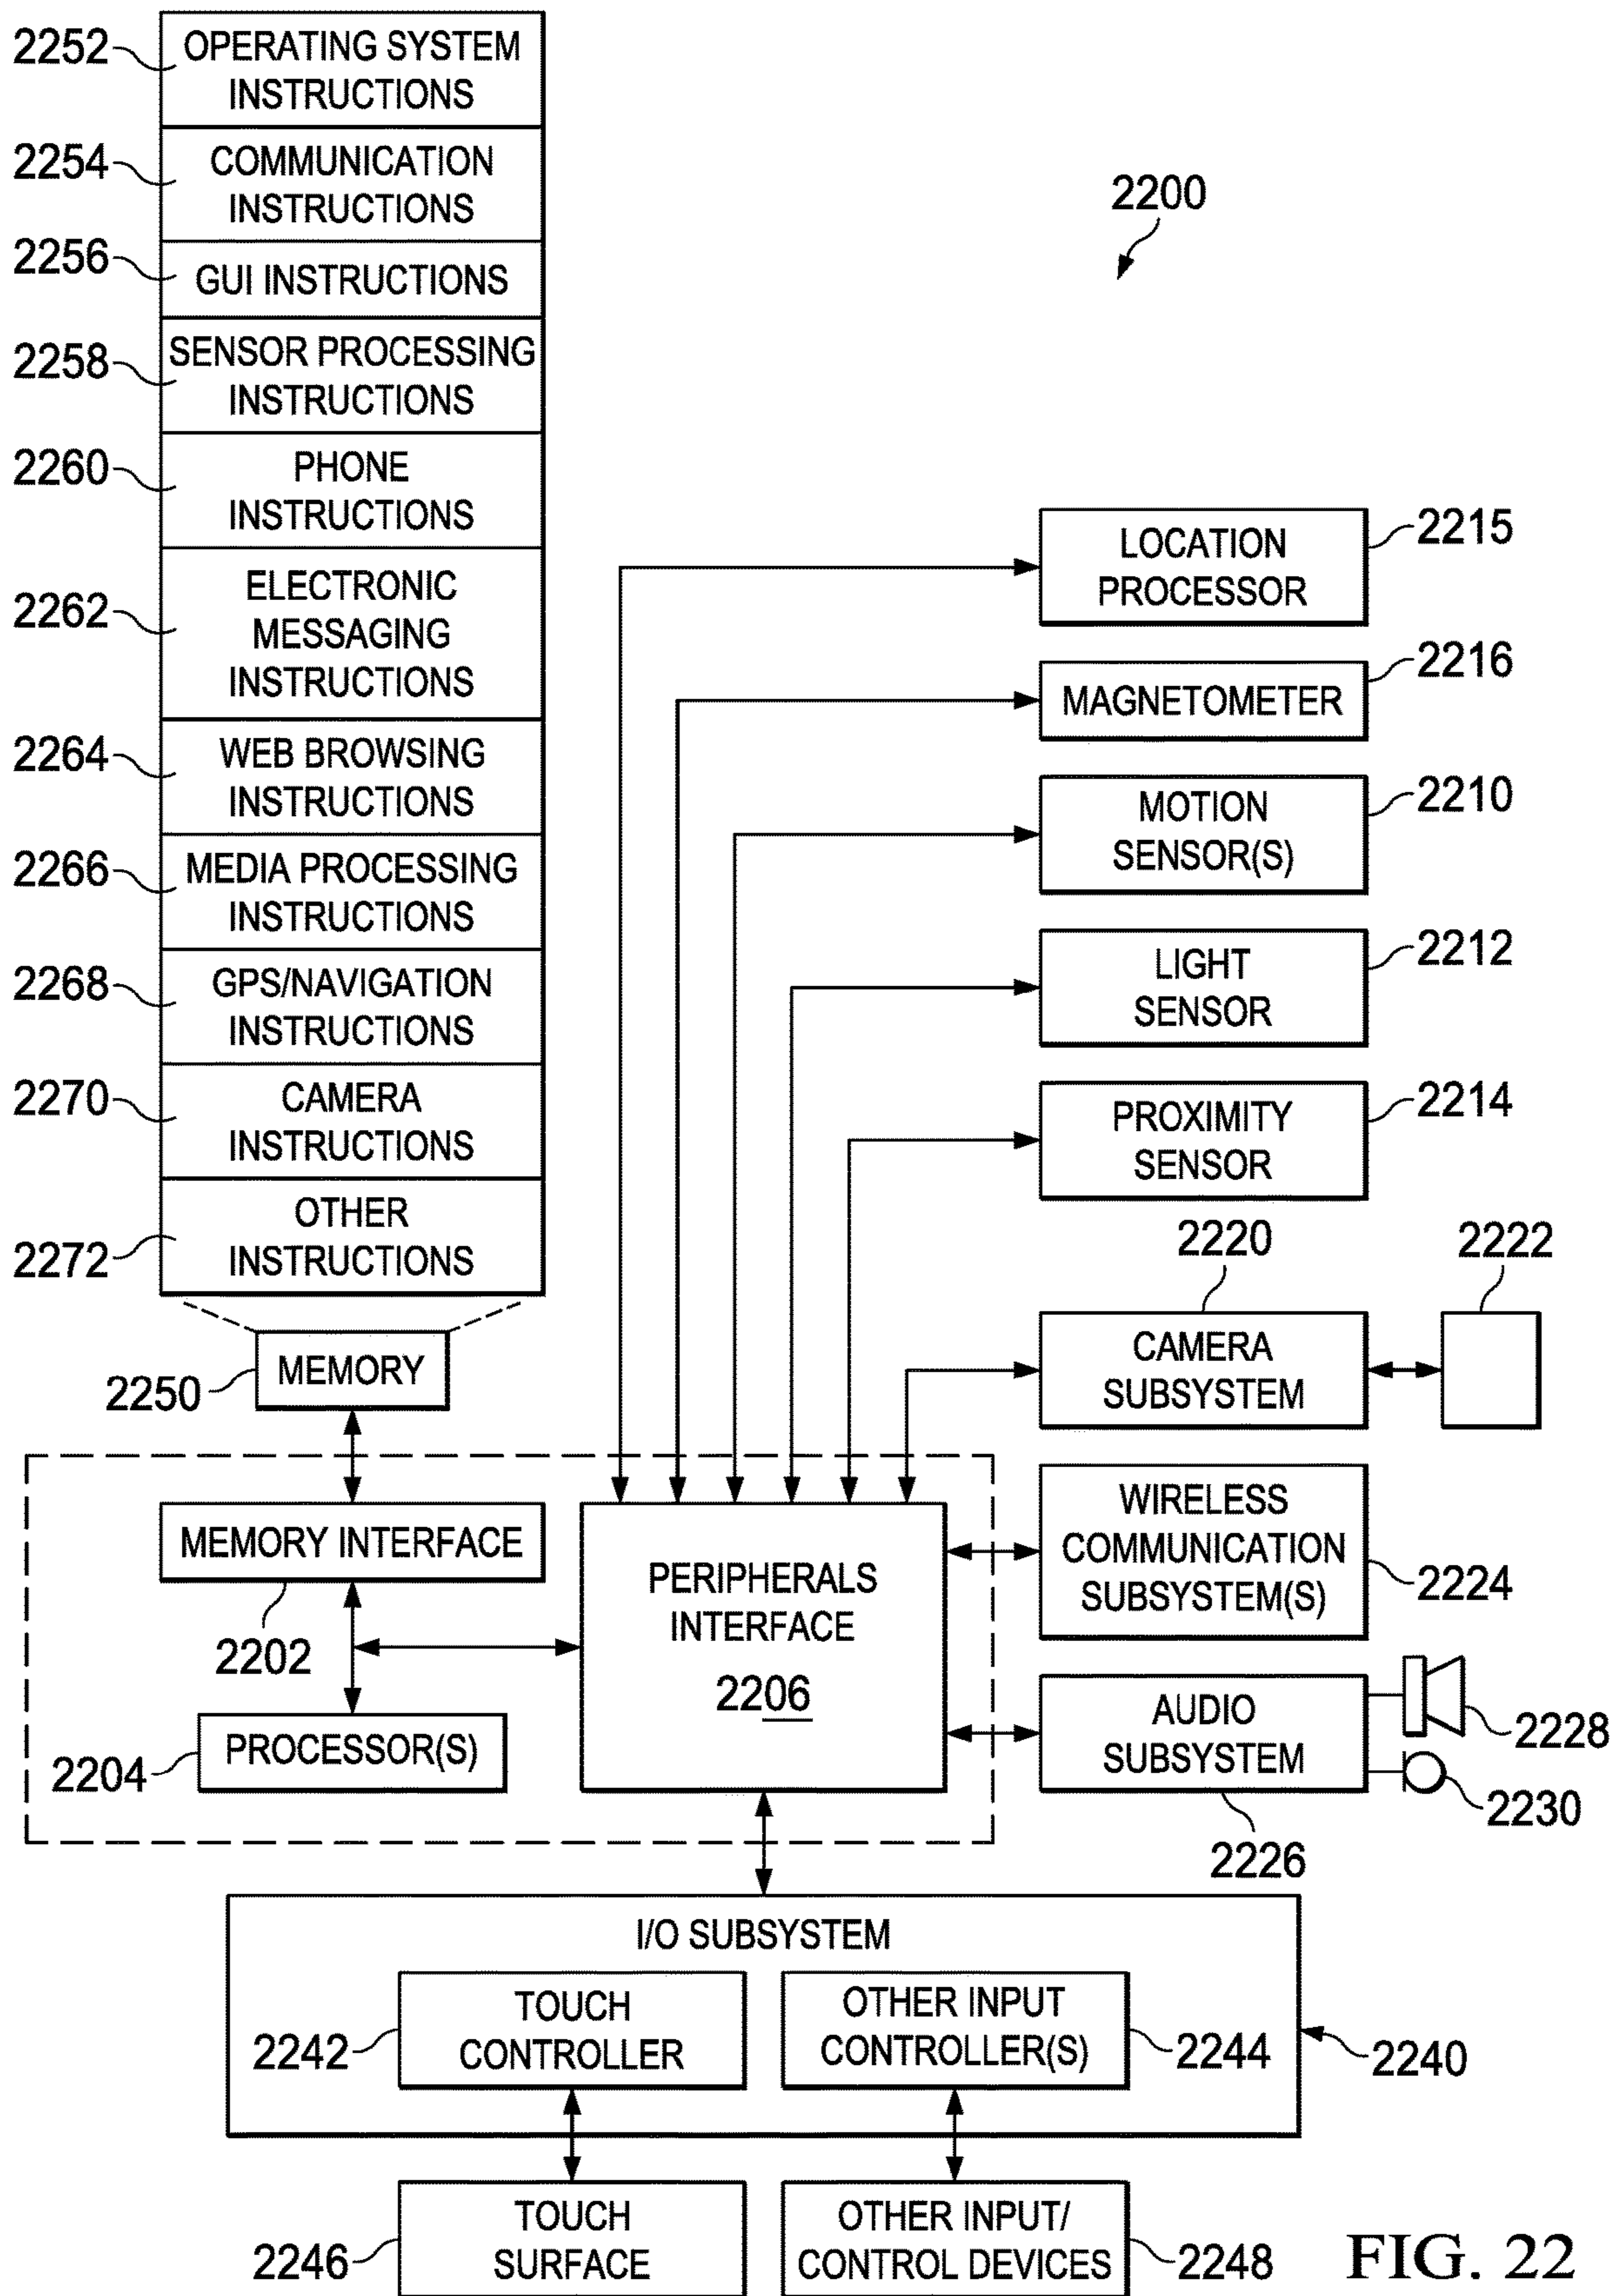 2252
OPERATING SYSTEM
INSTRUCTIONS
2254
COMMUNICATION
INSTRUCTIONS
2256
GUI INSTRUCTIONS
2258
SENSOR PROCESSING
INSTRUCTIONS
2260
PHONE
INSTRUCTIONS
2262
ELECTRONIC
MESSAGING
INSTRUCTIONS
2264
WEB BROWSING
INSTRUCTIONS
2266
MEDIA PROCESSING
INSTRUCTIONS
2268
GPS/NAVIGATION
INSTRUCTIONS
2270
CAMERA
INSTRUCTIONS
2272
OTHER
INSTRUCTIONS
2250
MEMORY
2200
LOCATION
PROCESSOR
2215
MAGNETOMETER
2216
MOTION
SENSOR(S)
2210
LIGHT
SENSOR
2212
PROXIMITY
SENSOR
2214
2220
CAMERA
SUBSYSTEM
2222
MEMORY INTERFACE
2202
PROCESSOR(S)
2204
PERIPHERALS
INTERFACE
2206
WIRELESS
COMMUNICATION
SUBSYSTEM(S)
2224
AUDIO
SUBSYSTEM
2226
2228
2230
I/O SUBSYSTEM
2240
TOUCH
CONTROLLER
2242
OTHER INPUT
CONTROLLER(S)
2244
TOUCH
SURFACE
2246
OTHER INPUT/
CONTROL DEVICES
2248
FIG. 22